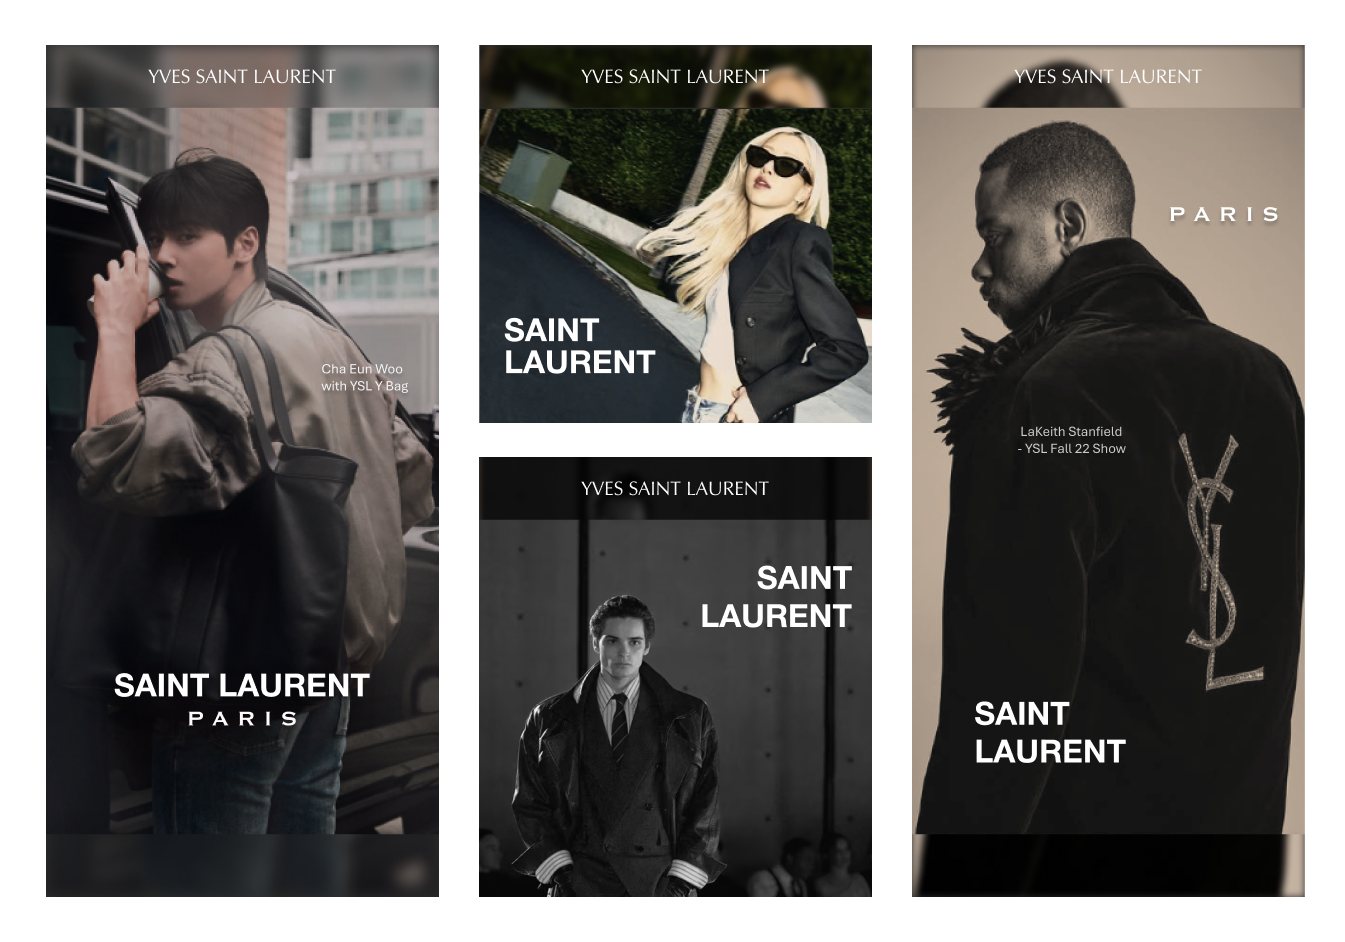 YVES SAINT LAURENT
Cha Eun Woo
with YSL Y Bag
SAINT LAURENT
PARIS
YVES SAINT LAURENT
SAINT
LAURENT
YVES SAINT LAURENT
SAINT
LAURENT
YVES SAINT LAURENT
PARIS
LaKeith Stanfield
- YSL Fall 22 Show
YSL
SAINT
LAURENT